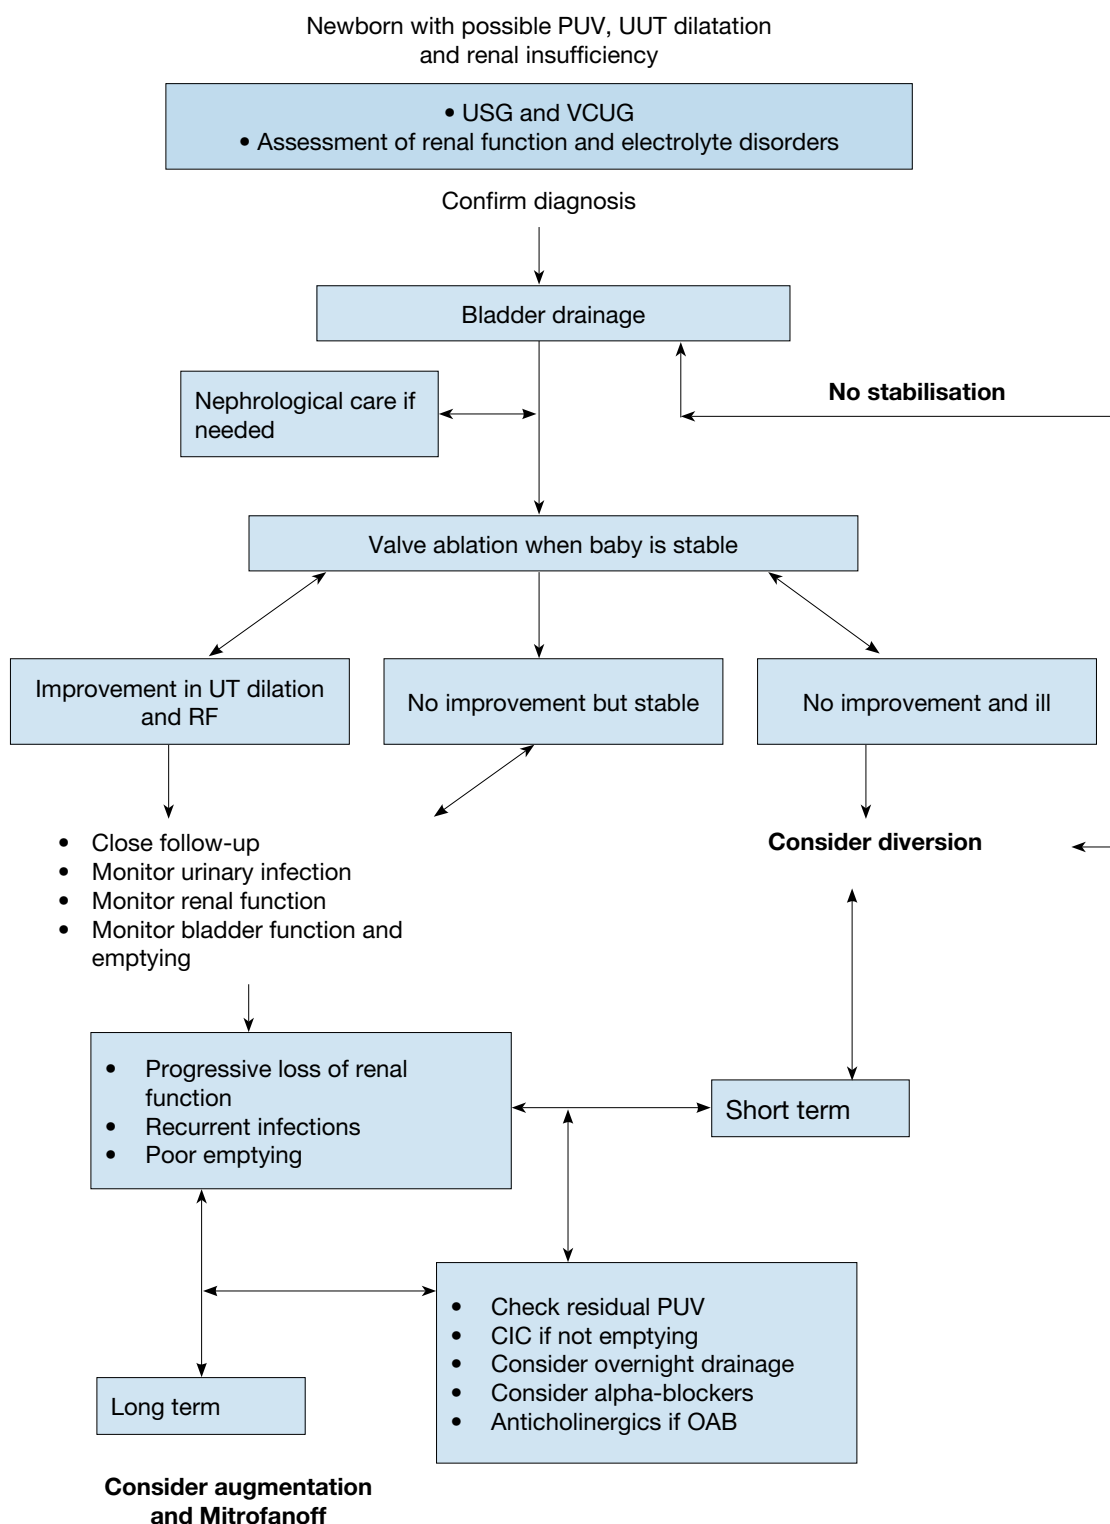 Newborn with possible PUV, UUT dilatation
and renal insufficiency
• USG and VCUG
• Assessment of renal function and electrolyte disorders
Confirm diagnosis
Bladder drainage
Nephrological care if
needed
No stabilisation
Valve ablation when baby is stable
Improvement in UT dilation
and RF
No improvement but stable
No improvement and ill
• Close follow-up
• Monitor urinary infection
• Monitor renal function
• Monitor bladder function and
emptying
Consider diversion
• Progressive loss of renal
function
• Recurrent infections
• Poor emptying
Short term
• Check residual PUV
• CIC if not emptying
• Consider overnight drainage
• Consider alpha-blockers
• Anticholinergics if OAB
Long term
Consider augmentation
and Mitrofanoff